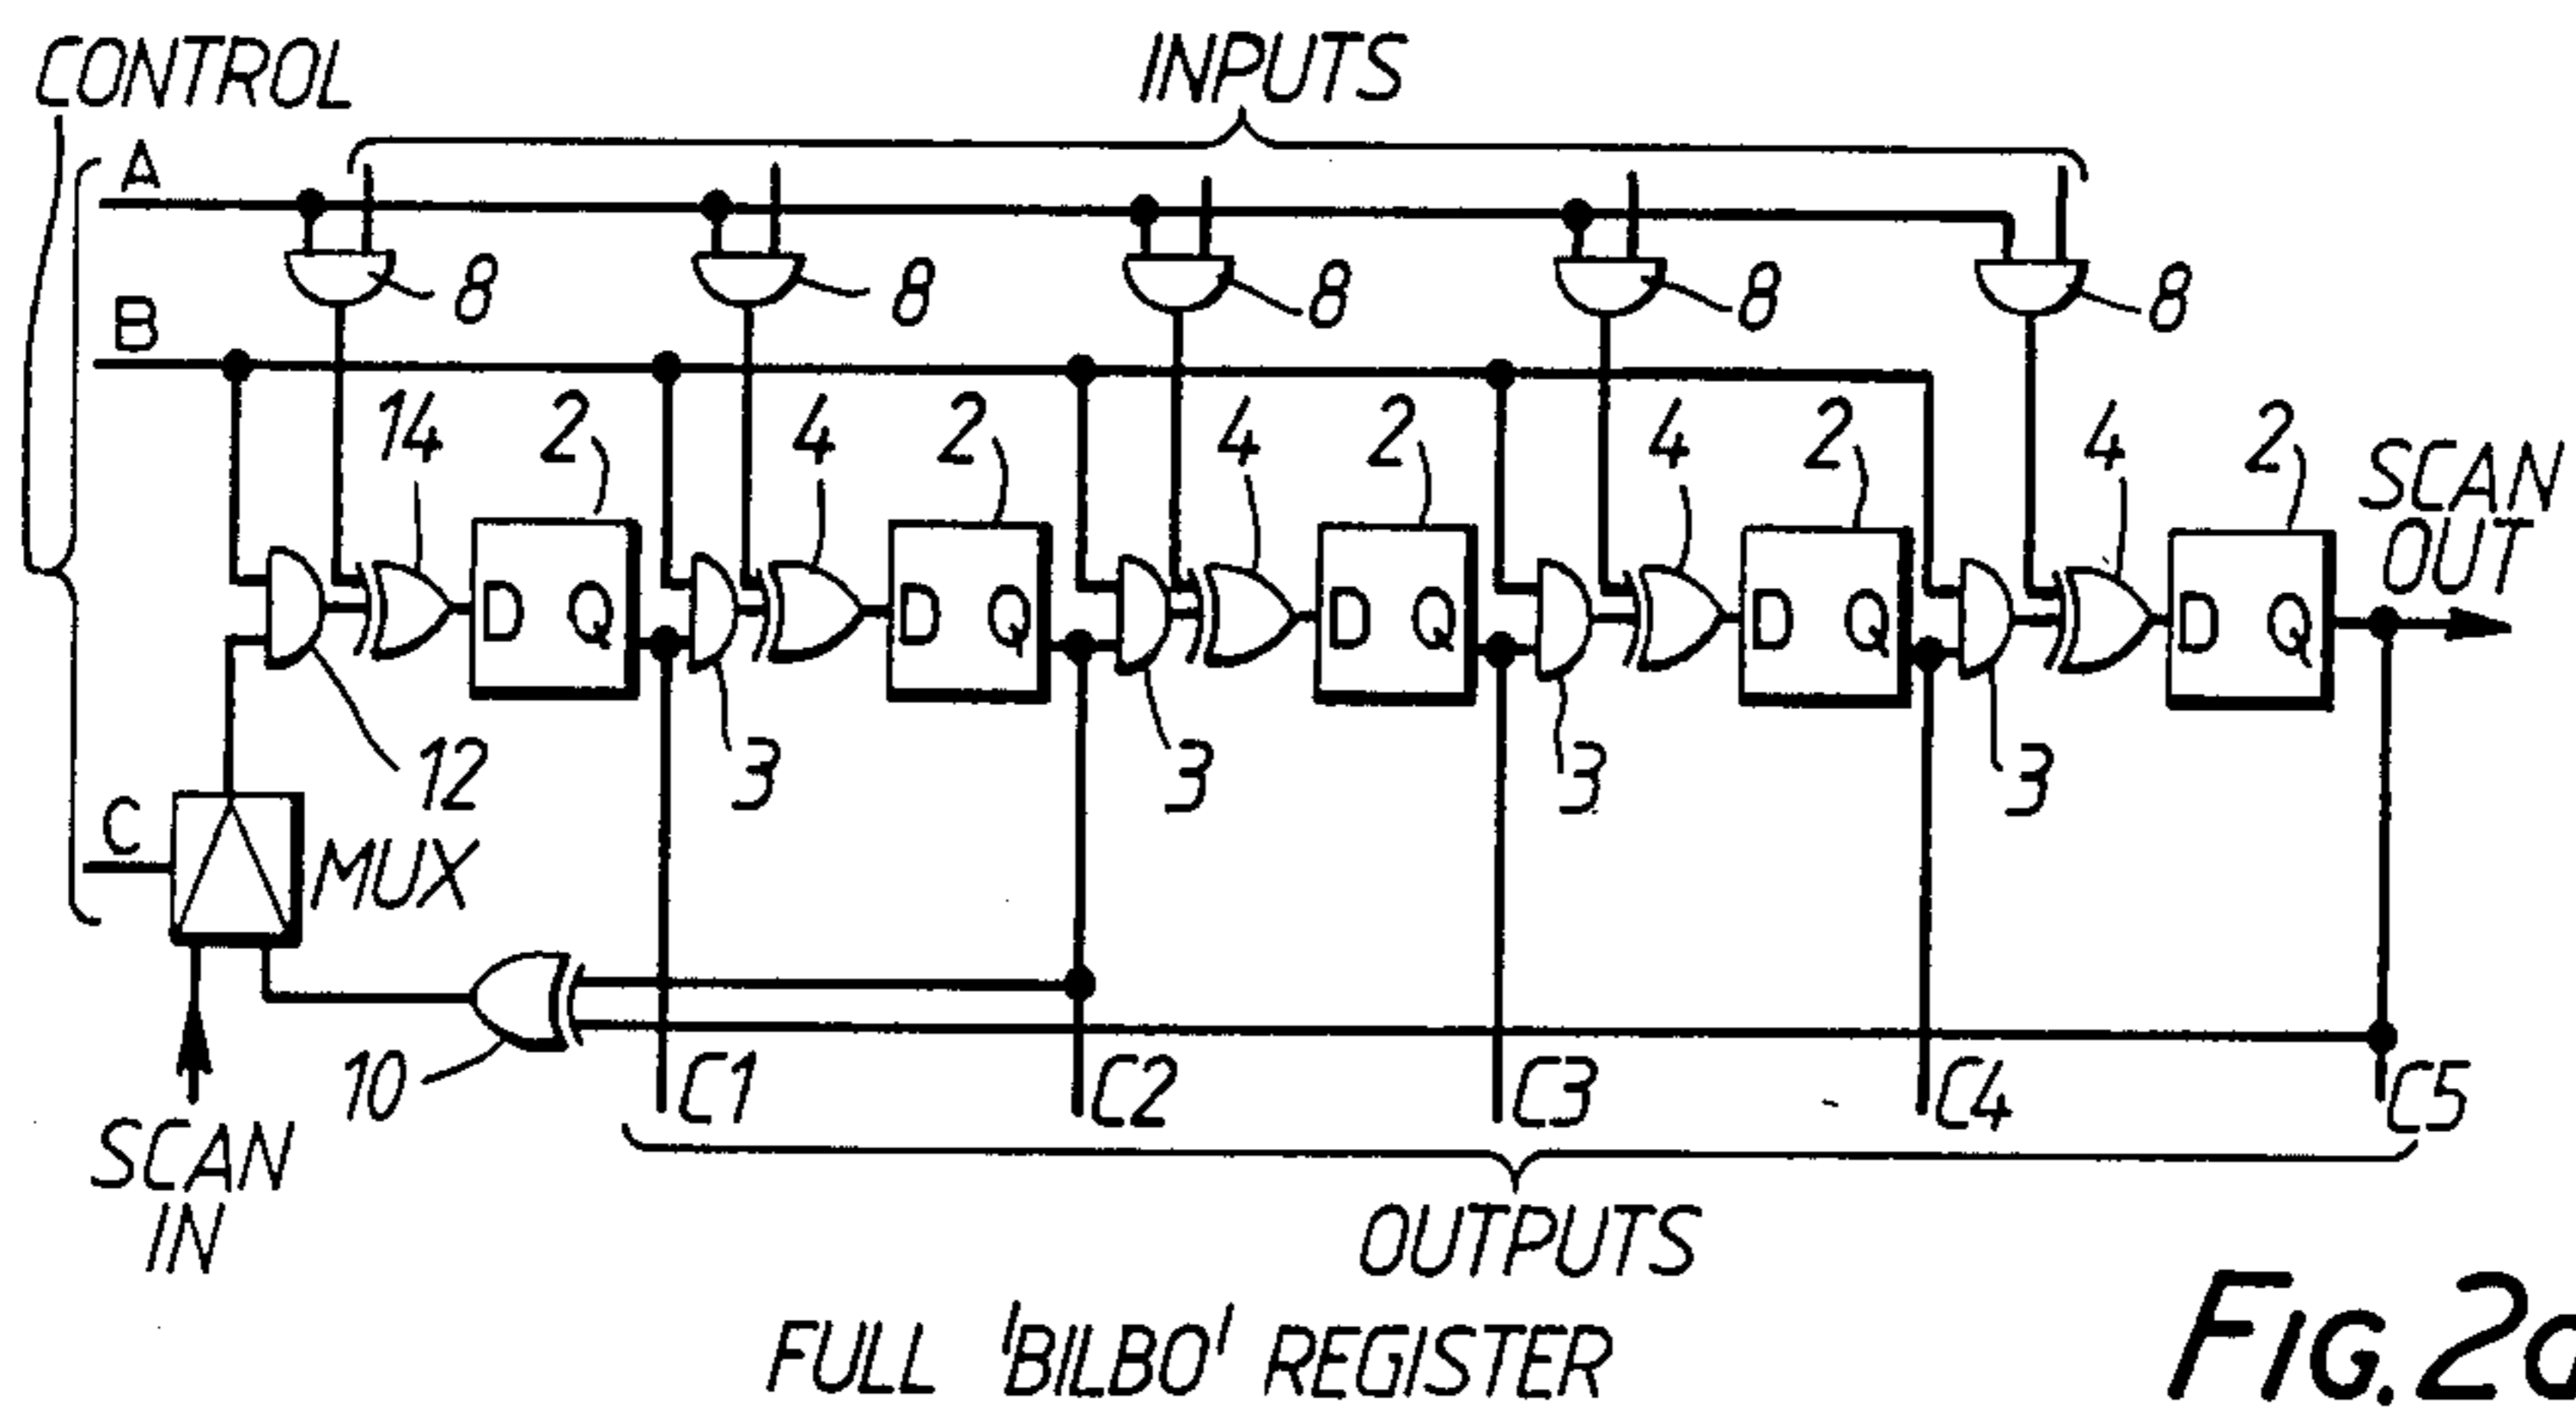 CONTROL
INPUTS
A
8 8 8 8 8
B
14 2 4 2 4 2 4 2 4 2
SCAN
OUT
D Q D Q D Q D Q D Q
12 3 3 3 3
C
MUX
10
C1 C2 C3 C4 C5
SCAN
IN
OUTPUTS
FULL 'BILBO' REGISTER
FIG. 2a